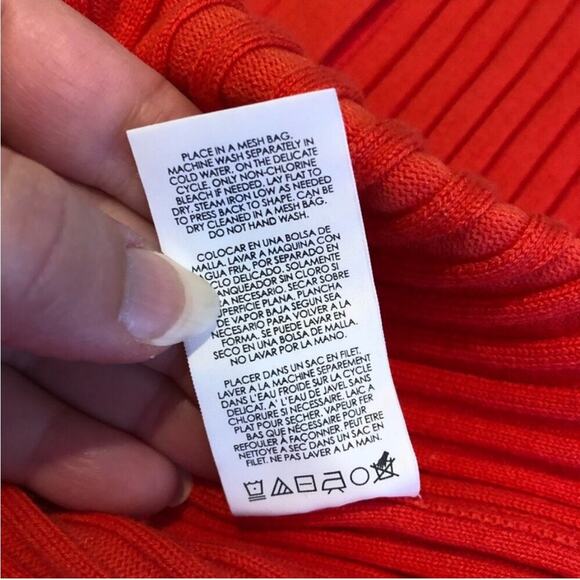 PLACE IN A MESH BAG.
MACHINE WASH SEPARATELY IN
COLD WATER. ON THE DELICATE
CYCLE. ONLY NON-CHLORINE
BLEACH IF NEEDED. LAY FLAT TO
DRY. STEAM IRON LOW AS NEEDED
TO PRESS BACK TO SHAPE. CAN BE
DRY CLEANED IN A MESH BAG.
DO NOT HAND WASH.
COLOCAR EN UNA BOLSA DE
MALLA. LAVAR A MAQUINA CON
GUA FRIA, POR SEPARADO EN
CLO DELICADO. SOLAMENTE
ANQUEADOR SIN CLORO SI
A NECESARIO. SECAR SOBRE
UPERFICIE PLANA. PLANCHA
DE VAPOR BAJA SEGUN SEA
NECESARIO PARA VOLVER A LA
FORMA. SE PUEDE LAVAR EN
SECO EN UNA BOLSA DE MALLA.
NO LAVAR POR LA MANO.
PLACER DANS UN SAC EN FILET.
LAVER A LA MACHINE SEPAREMENT
DANS L'EAU FROIDE SUR LA CYCLE
DELICAT, A' L'EAU DE JAVEL SANS
CHLORURE SI NECESSAIRE. LAIC A
PLAT POUR SECHER. VAPEUR FER
BAS QUE NÉCESSAIRE POUR
REFOULER À FAÇONNER. PEUT ETRE
NETTOYE A SEC DANS UN SAC EN
FILET. NE PAS LAVER A LA MAIN.